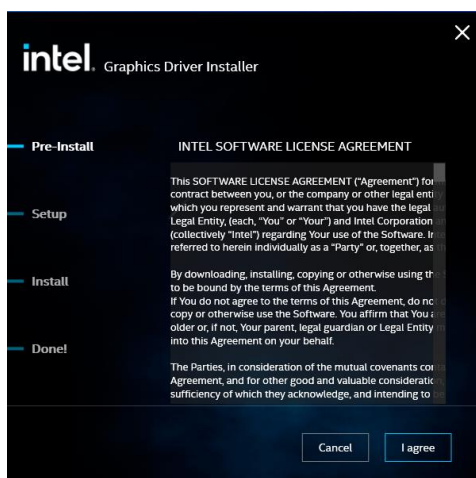 intel. Graphics Driver Installer
Pre-Install
Setup
Install
Done!
INTEL SOFTWARE LICENSE AGREEMENT
This SOFTWARE LICENSE AGREEMENT ("Agreement")
contract between you, or the company or other legal
which you represent and warrant that you have the legal
Legal Entity, (each, "You" or "Your") and Intel Corporation
(collectively "Intel") regarding Your use of the Software.
referred to herein individually as a "Party" or, together, as
By downloading, installing, copying or otherwise using the
to be bound by the terms of this Agreement.
If You do not agree to the terms of this Agreement, do not
copy or otherwise use the Software. You affirm that You are
older or, if not, Your parent, legal guardian or Legal Entity
into this Agreement on your behalf.
The Parties, in consideration of the mutual covenants
Agreement, and for other good and valuable consideration,
sufficiency of which they acknowledge, and intending to be
Cancel
I agree